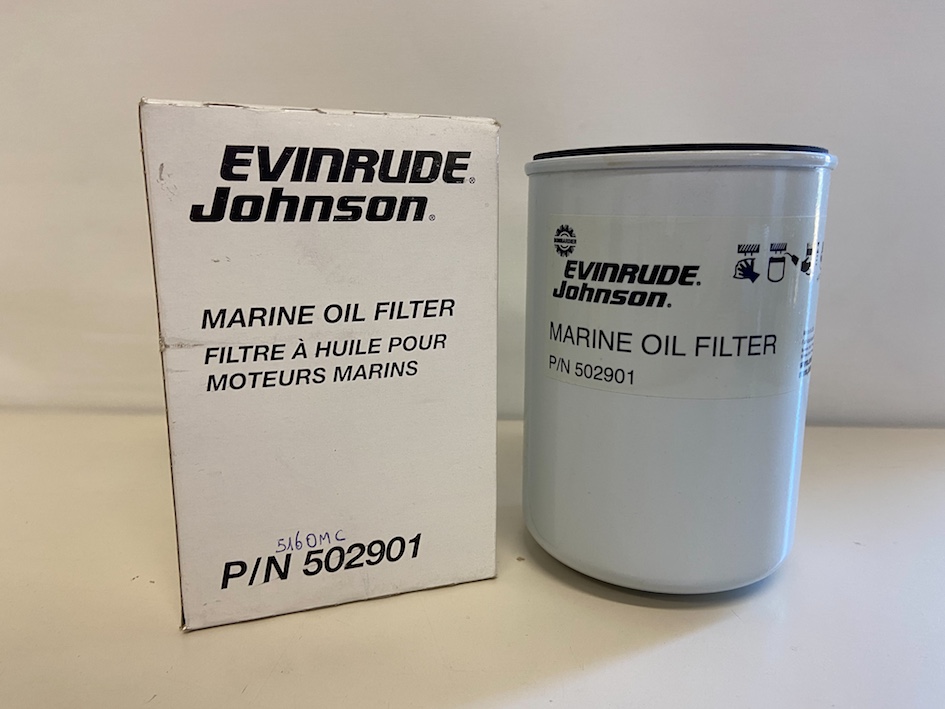 EVINRUDE®
Johnson®
MARINE OIL FILTER
FILTRE À HUILE POUR
MOTEURS MARINS
5160MC
P/N 502901
EVINRUDE.
Johnson.
MARINE OIL FILTER
P/N 502901